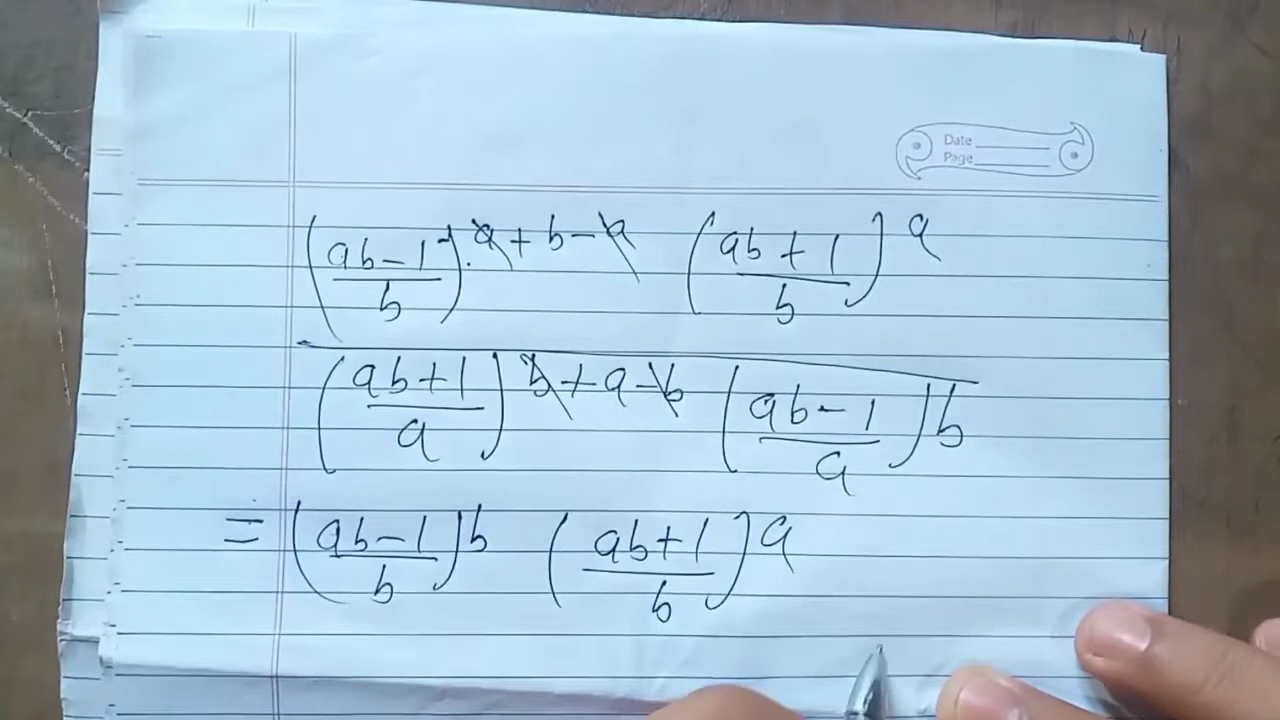 Date
Page
((ab-1)/b)^(a+b-a) ((ab+1)/b)^a
((ab+1)/a)^(b+a-b) ((ab-1)/a)^b
= ((ab-1)/b)^b ((ab+1)/b)^a